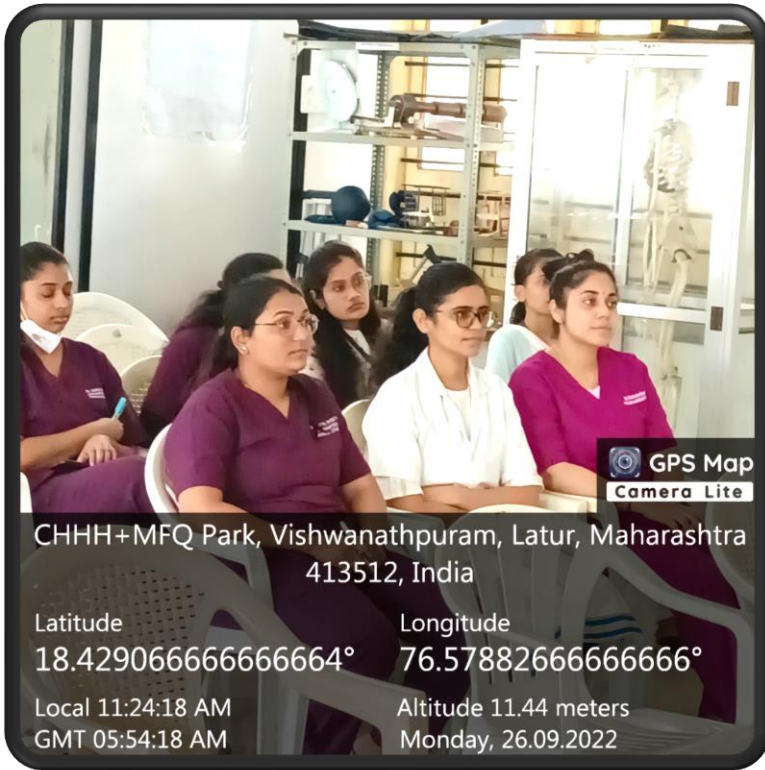 GPS Map
Camera Lite
CHHH+MFQ Park, Vishwanathpuram, Latur, Maharashtra
413512, India
Latitude
18.429066666666664°
Longitude
76.57882666666666°
Local 11:24:18 AM
GMT 05:54:18 AM
Altitude 11.44 meters
Monday, 26.09.2022